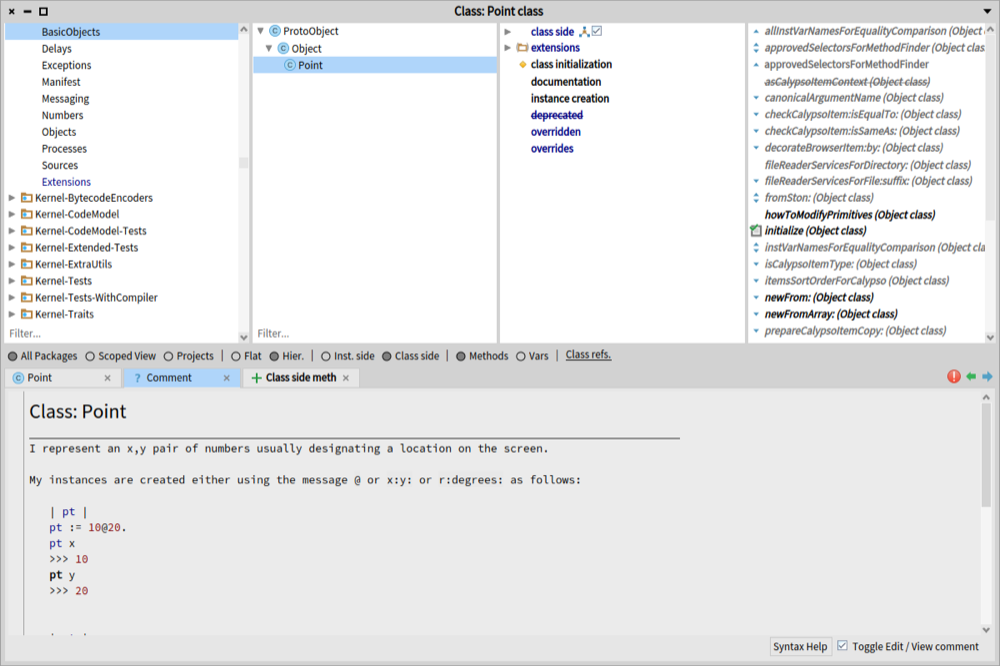 Class: Point class
BasicObjects
Delays
Exceptions
Manifest
Messaging
Numbers
Objects
Processes
Sources
Extensions
Kernel-BytecodeEncoders
Kernel-CodeModel
Kernel-CodeModel-Tests
Kernel-Extended-Tests
Kernel-ExtraUtils
Kernel-Tests
Kernel-Tests-WithCompiler
Kernel-Traits
Filter...
ProtoObject
Object
Point
Filter...
class side
extensions
class initialization
documentation
instance creation
deprecated
overridden
overrides
allInstVarNamesForEqualityComparison (Object
approvedSelectorsForMethodFinder (Object clas
approvedSelectorsForMethodFinder
asCalypsoItemContext (Object class)
canonicalArgumentName (Object class)
checkCalypsoItem:isEqualTo: (Object class)
checkCalypsoItem:isSameAs: (Object class)
decorateBrowserItem:by: (Object class)
fileReaderServicesForDirectory: (Object class)
fileReaderServicesForFile:suffix: (Object class)
fromSton: (Object class)
howToModifyPrimitives (Object class)
initialize (Object class)
instVarNamesForEqualityComparison (Object cla
isCalypsoItemType: (Object class)
itemsSortOrderForCalypso (Object class)
newFrom: (Object class)
newFromArray: (Object class)
prepareCalypsoItemCopy: (Object class)
All Packages Scoped View Projects | Flat Hier. | Inst. side Class side | Methods Vars | Class refs.
Point × ? Comment × + Class side meth ×
Class: Point
I represent an x,y pair of numbers usually designating a location on the screen.
My instances are created either using the message @ or x:y: or r:degrees: as follows:
| pt |
pt := 10@20.
pt x
>>> 10
pt y
>>> 20
Syntax Help Toggle Edit / View comment